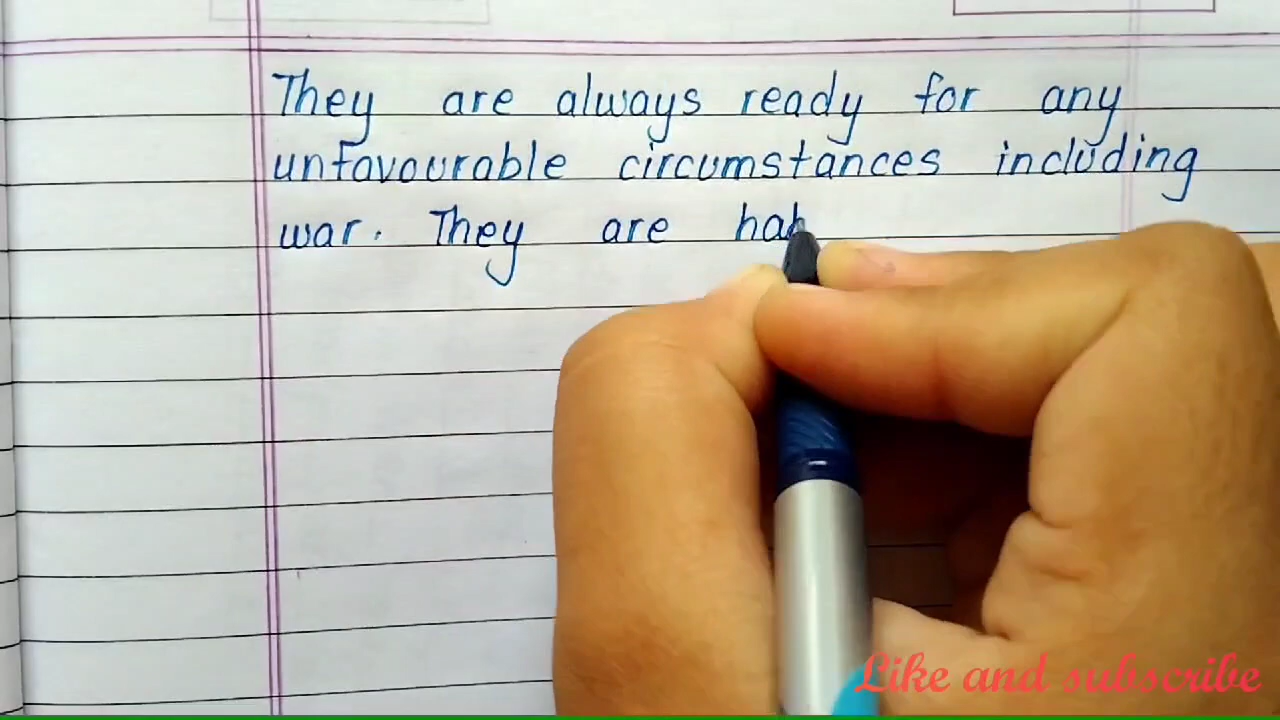 They are always ready for any
unfavourable circumstances including
war. They are
Like and subscribe